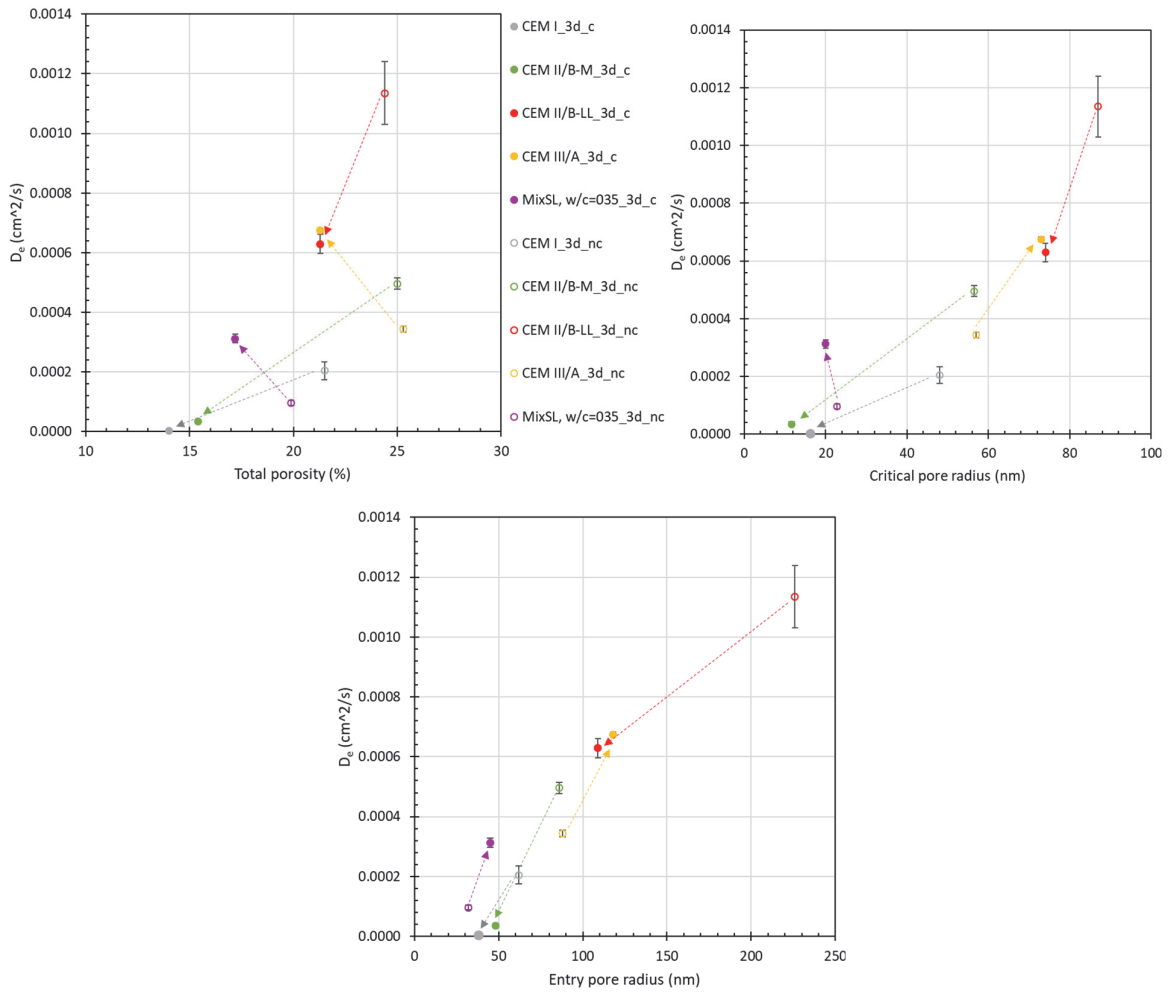 0.0014
0.0012
0.0010
0.0008
0.0006
0.0004
0.0002
0.0000
D_e (cm^2/s)
10 15 20 25 30
Total porosity (%)
CEM I_3d_c
CEM II/B-M_3d_c
CEM II/B-LL_3d_c
CEM III/A_3d_c
MixSL, w/c=035_3d_c
CEM I_3d_nc
CEM II/B-M_3d_nc
CEM II/B-LL_3d_nc
CEM III/A_3d_nc
MixSL, w/c=035_3d_nc
0.0014
0.0012
0.0010
0.0008
0.0006
0.0004
0.0002
0.0000
D_e (cm^2/s)
0 20 40 60 80 100
Critical pore radius (nm)
0.0014
0.0012
0.0010
0.0008
0.0006
0.0004
0.0002
0.0000
D_e (cm^2/s)
0 50 100 150 200 250
Entry pore radius (nm)